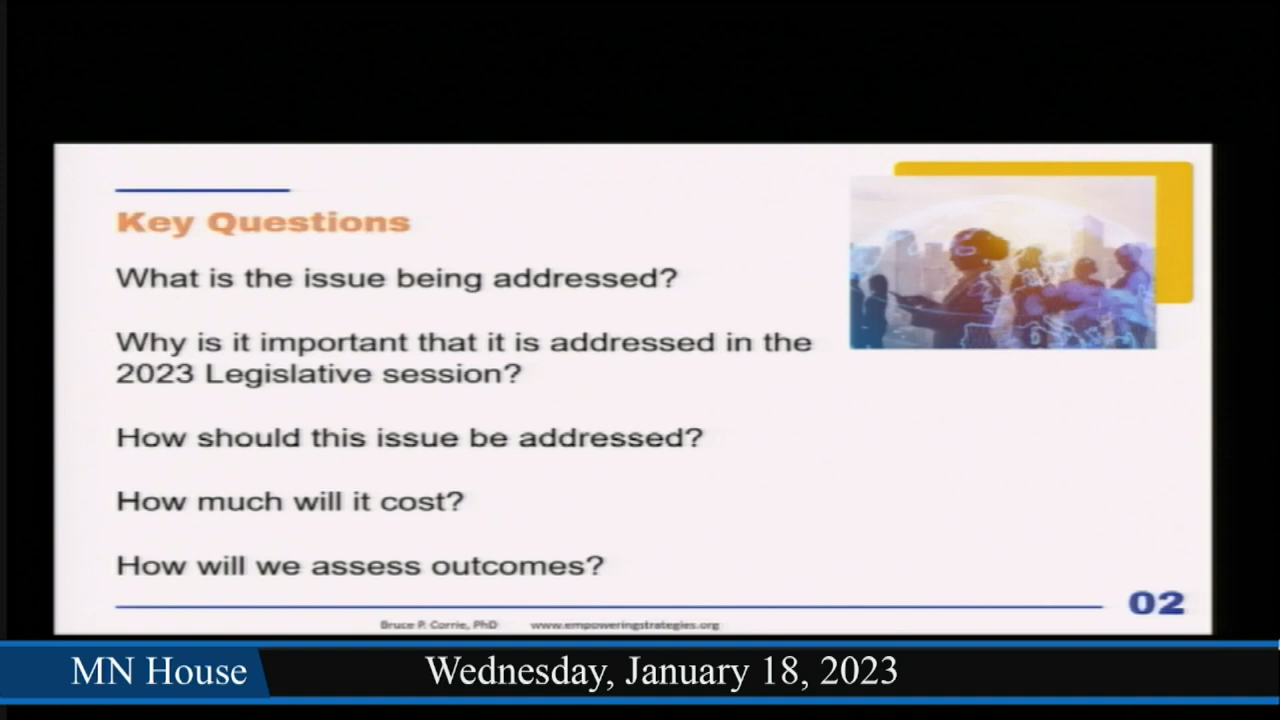 Key Questions
What is the issue being addressed?
Why is it important that it is addressed in the
2023 Legislative session?
How should this issue be addressed?
How much will it cost?
How will we assess outcomes?
02
Bruce P. Corrie, PhD www.empoweringstrategies.org
MN House Wednesday, January 18, 2023